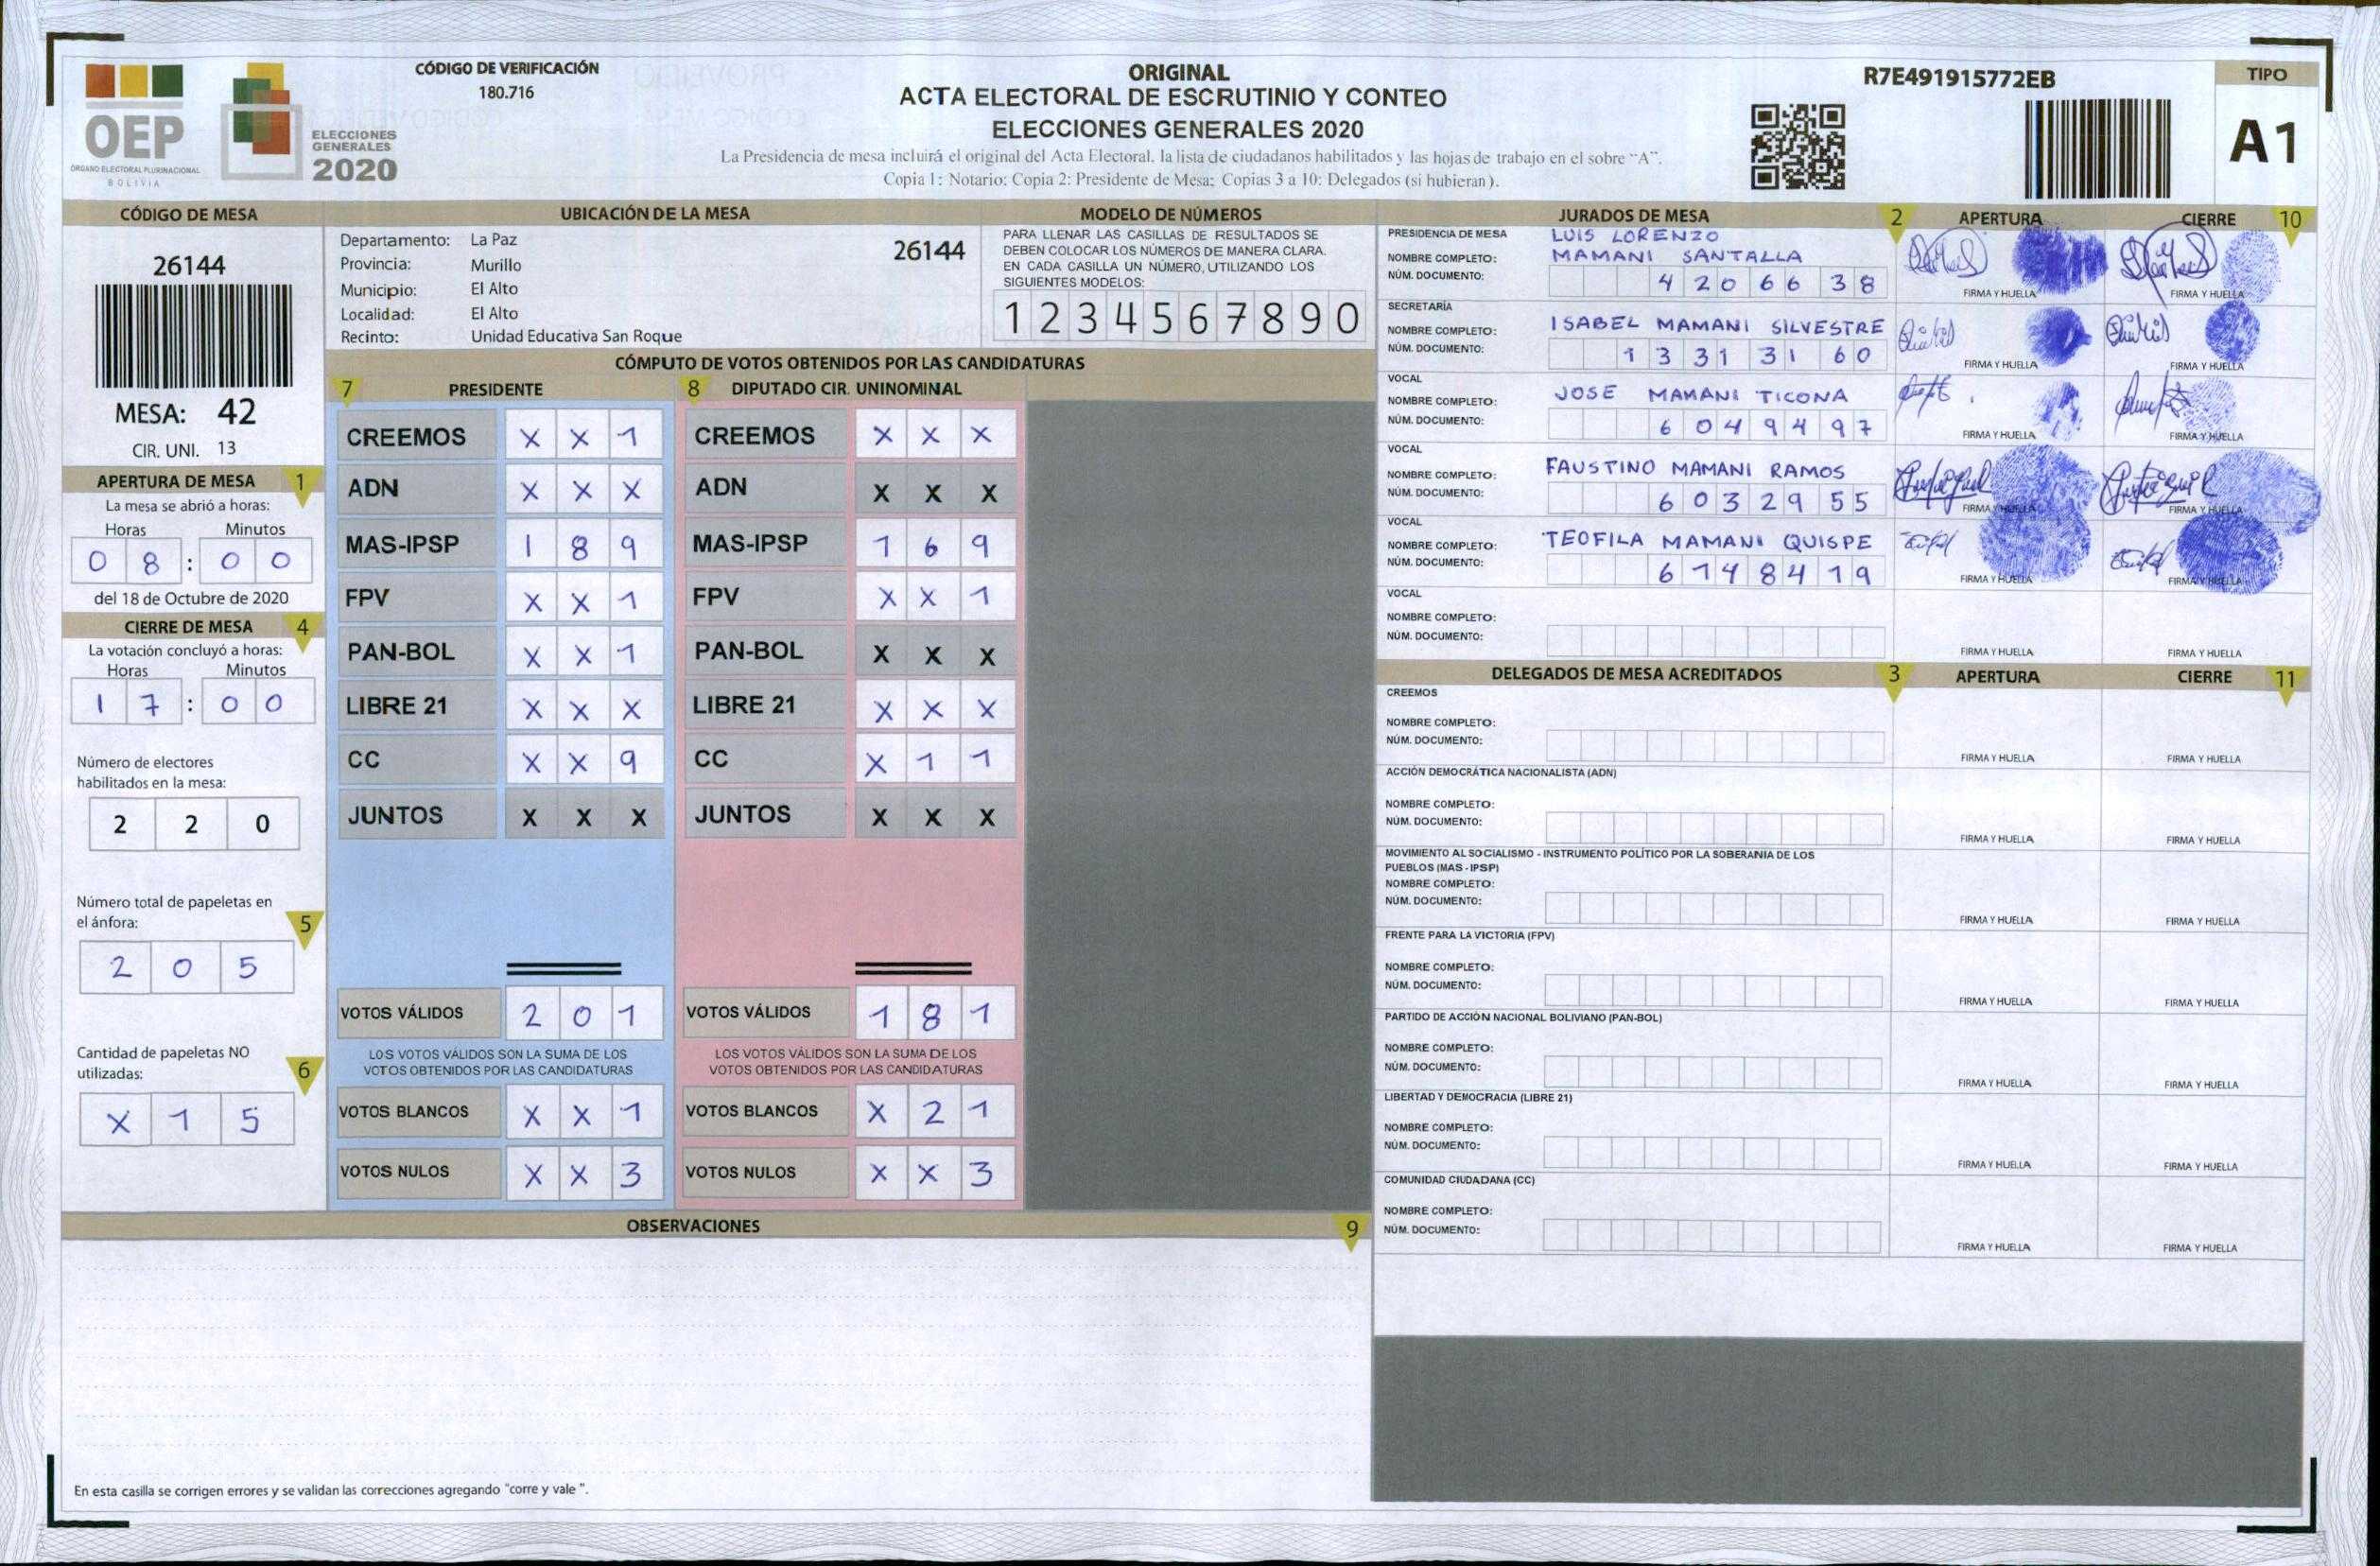 OEP
ÓRGANO ELECTORAL PLURINACIONAL
BOLIVIA
ELECCIONES
GENERALES
2020
CÓDIGO DE VERIFICACIÓN
180.716
ORIGINAL
ACTA ELECTORAL DE ESCRUTINIO Y CONTEO
ELECCIONES GENERALES 2020
La Presidencia de mesa incluirá el original del Acta Electoral, la lista de ciudadanos habilitados y las hojas de trabajo en el sobre "A".
Copia 1: Notario; Copia 2: Presidente de Mesa; Copias 3 a 10: Delegados (si hubieran).
R7E491915772EB
TIPO
A1
CÓDIGO DE MESA
26144
MESA: 42
CIR. UNI. 13
APERTURA DE MESA 1
La mesa se abrió a horas:
Horas Minutos
0 8 : 0 0
del 18 de Octubre de 2020
CIERRE DE MESA 4
La votación concluyó a horas:
Horas Minutos
1 7 : 0 0
Número de electores
habilitados en la mesa:
2 2 0
Número total de papeletas en
el ánfora: 5
2 0 5
Cantidad de papeletas NO
utilizadas: 6
X 1 5
UBICACIÓN DE LA MESA
Departamento: La Paz
26144
Provincia: Murillo
Municipio: El Alto
Localidad: El Alto
Recinto: Unidad Educativa San Roque
MODELO DE NÚMEROS
PARA LLENAR LAS CASILLAS DE RESULTADOS SE
DEBEN COLOCAR LOS NÚMEROS DE MANERA CLARA.
EN CADA CASILLA UN NÚMERO, UTILIZANDO LOS
SIGUIENTES MODELOS:
1 2 3 4 5 6 7 8 9 0
CÓMPUTO DE VOTOS OBTENIDOS POR LAS CANDIDATURAS
7 PRESIDENTE 8 DIPUTADO CIR. UNINOMINAL
CREEMOS X X 1 CREEMOS X X X
ADN X X X ADN X X X
MAS-IPSP 1 8 9 MAS-IPSP 1 6 9
FPV X X 1 FPV X X 1
PAN-BOL X X 1 PAN-BOL X X X
LIBRE 21 X X X LIBRE 21 X X X
CC X X 9 CC X 1 1
JUNTOS X X X JUNTOS X X X
VOTOS VÁLIDOS 2 0 1 VOTOS VÁLIDOS 1 8 1
LOS VOTOS VÁLIDOS SON LA SUMA DE LOS LOS VOTOS VÁLIDOS SON LA SUMA DE LOS
VOTOS OBTENIDOS POR LAS CANDIDATURAS VOTOS OBTENIDOS POR LAS CANDIDATURAS
VOTOS BLANCOS X X 1 VOTOS BLANCOS X 2 1
VOTOS NULOS X X 3 VOTOS NULOS X X 3
OBSERVACIONES 9
En esta casilla se corrigen errores y se validan las correcciones agregando "corre y vale".
JURADOS DE MESA 2 APERTURA CIERRE 10
PRESIDENCIA DE MESA LUIS LORENZO
NOMBRE COMPLETO: MAMANI SANTALLA
NÚM. DOCUMENTO: 4 2 0 6 6 3 8
FIRMA Y HUELLA FIRMA Y HUELLA
SECRETARÍA
NOMBRE COMPLETO: ISABEL MAMANI SILVESTRE
NÚM. DOCUMENTO: 1 3 3 1 3 1 6 0
FIRMA Y HUELLA FIRMA Y HUELLA
VOCAL
NOMBRE COMPLETO: JOSE MAMANI TICONA
NÚM. DOCUMENTO: 6 0 4 9 4 9 7
FIRMA Y HUELLA FIRMA Y HUELLA
VOCAL
NOMBRE COMPLETO: FAUSTINO MAMANI RAMOS
NÚM. DOCUMENTO: 6 0 3 2 9 5 5
FIRMA Y HUELLA FIRMA Y HUELLA
VOCAL
NOMBRE COMPLETO: TEOFILA MAMANI QUISPE
NÚM. DOCUMENTO: 6 1 4 8 4 1 9
FIRMA Y HUELLA FIRMA Y HUELLA
VOCAL
NOMBRE COMPLETO:
NÚM. DOCUMENTO:
FIRMA Y HUELLA FIRMA Y HUELLA
DELEGADOS DE MESA ACREDITADOS 3 APERTURA CIERRE 11
CREEMOS
NOMBRE COMPLETO:
NÚM. DOCUMENTO:
FIRMA Y HUELLA FIRMA Y HUELLA
ACCIÓN DEMOCRÁTICA NACIONALISTA (ADN)
NOMBRE COMPLETO:
NÚM. DOCUMENTO:
FIRMA Y HUELLA FIRMA Y HUELLA
MOVIMIENTO AL SOCIALISMO - INSTRUMENTO POLÍTICO POR LA SOBERANIA DE LOS
PUEBLOS (MAS - IPSP)
NOMBRE COMPLETO:
NÚM. DOCUMENTO:
FIRMA Y HUELLA FIRMA Y HUELLA
FRENTE PARA LA VICTORIA (FPV)
NOMBRE COMPLETO:
NÚM. DOCUMENTO:
FIRMA Y HUELLA FIRMA Y HUELLA
PARTIDO DE ACCIÓN NACIONAL BOLIVIANO (PAN-BOL)
NOMBRE COMPLETO:
NÚM. DOCUMENTO:
FIRMA Y HUELLA FIRMA Y HUELLA
LIBERTAD Y DEMOCRACIA (LIBRE 21)
NOMBRE COMPLETO:
NÚM. DOCUMENTO:
FIRMA Y HUELLA FIRMA Y HUELLA
COMUNIDAD CIUDADANA (CC)
NOMBRE COMPLETO:
NÚM. DOCUMENTO:
FIRMA Y HUELLA FIRMA Y HUELLA